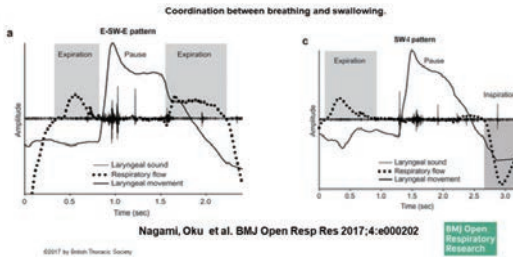 Coordination between breathing and swallowing.
a
E-SW-E pattern
Expiration
Pause
Expiration
Amplitude
Laryngeal sound
Respiratory flow
Laryngeal movement
0.0
0.5
1.0
1.5
2.0
Time (sec)
c
SW-I pattern
Expiration
Pause
Inspiration
Amplitude
Laryngeal sound
Respiratory flow
Laryngeal movement
0.0
0.5
1.0
1.5
2.0
2.5
3.0
Time (sec)
Nagami, Oku et al. BMJ Open Resp Res 2017;4:e000202
©2017 by British Thoracic Society
BMJ Open
Respiratory
Research